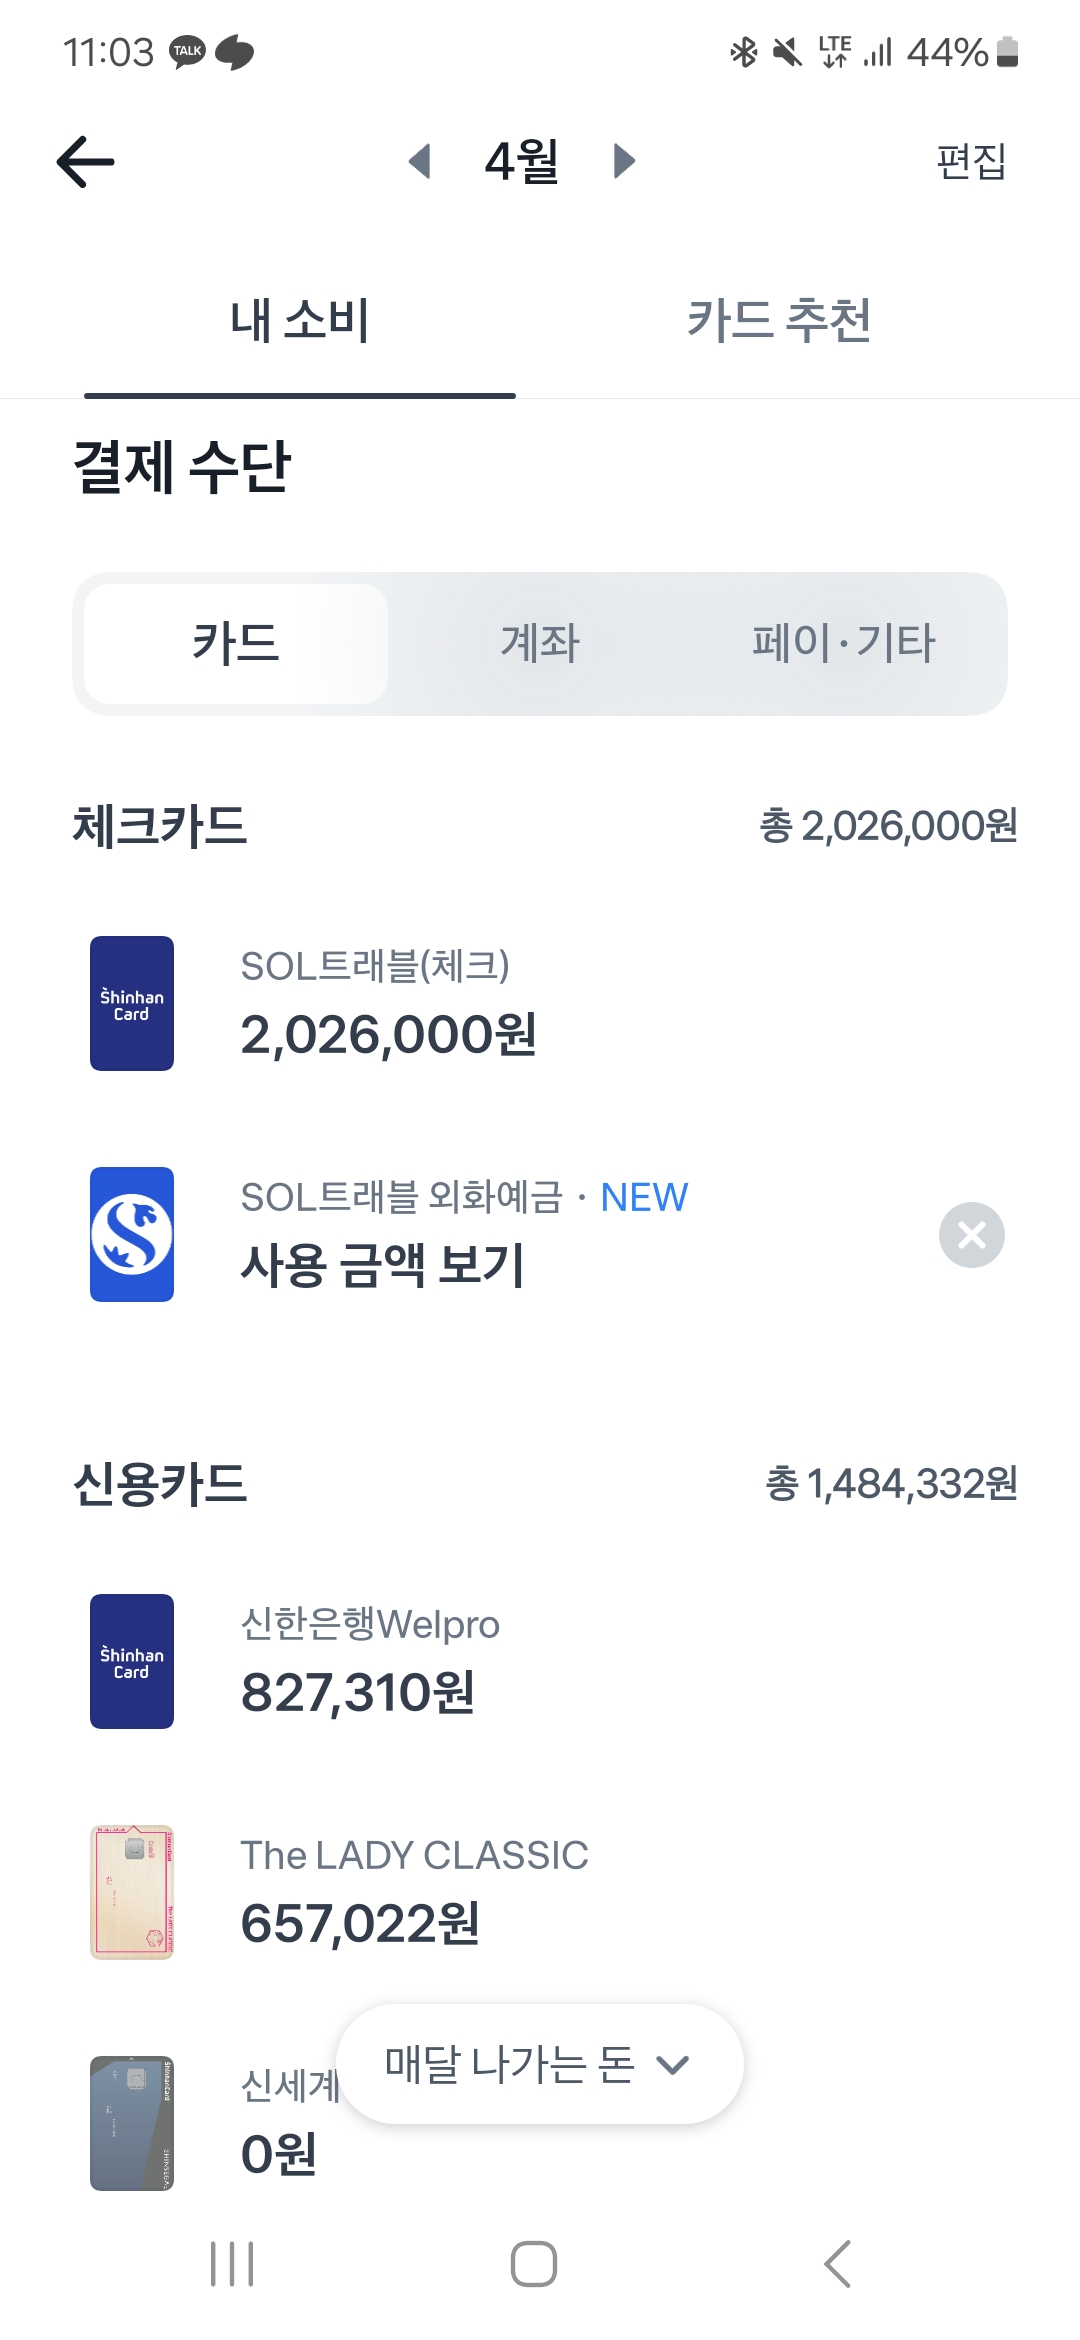 11:03 TALK LTE 44%
4월 편집
내 소비 카드 추천
결제 수단
카드 계좌 페이·기타
체크카드 총 2,026,000원
Shinhan
Card
SOL트래블(체크)
2,026,000원
SOL트래블 외화예금 · NEW
사용 금액 보기
신용카드 총 1,484,332원
Shinhan
Card
신한은행Welpro
827,310원
The LADY CLASSIC
657,022원
매달 나가는 돈
신세계
0원